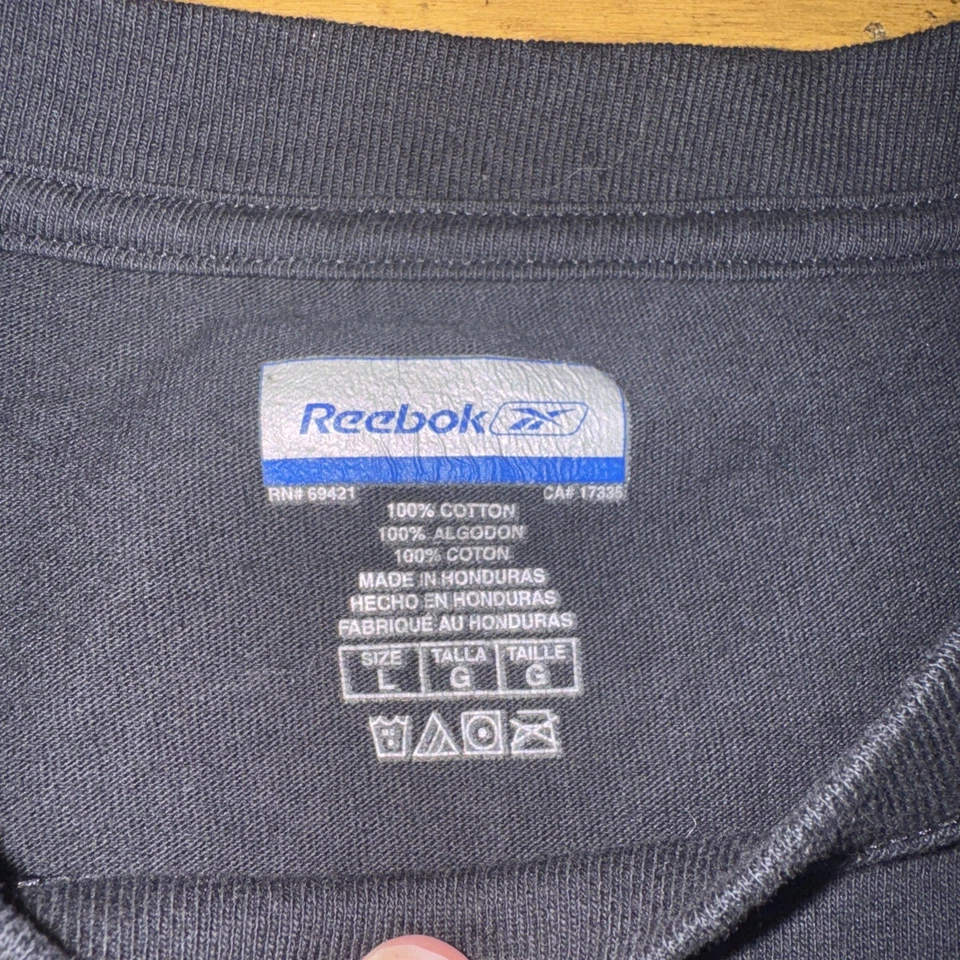 Reebok
RN# 69421 CA# 17335
100% COTTON
100% ALGODON
100% COTON
MADE IN HONDURAS
HECHO EN HONDURAS
FABRIQUÉ AU HONDURAS
SIZE TALLA TAILLE
L G G